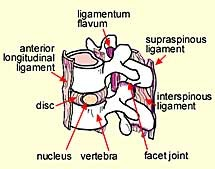 ligamentum
flavum
anterior
longitudinal
ligament
supraspinous
ligament
disc
interspinous
ligament
nucleus
vertebra
facet joint